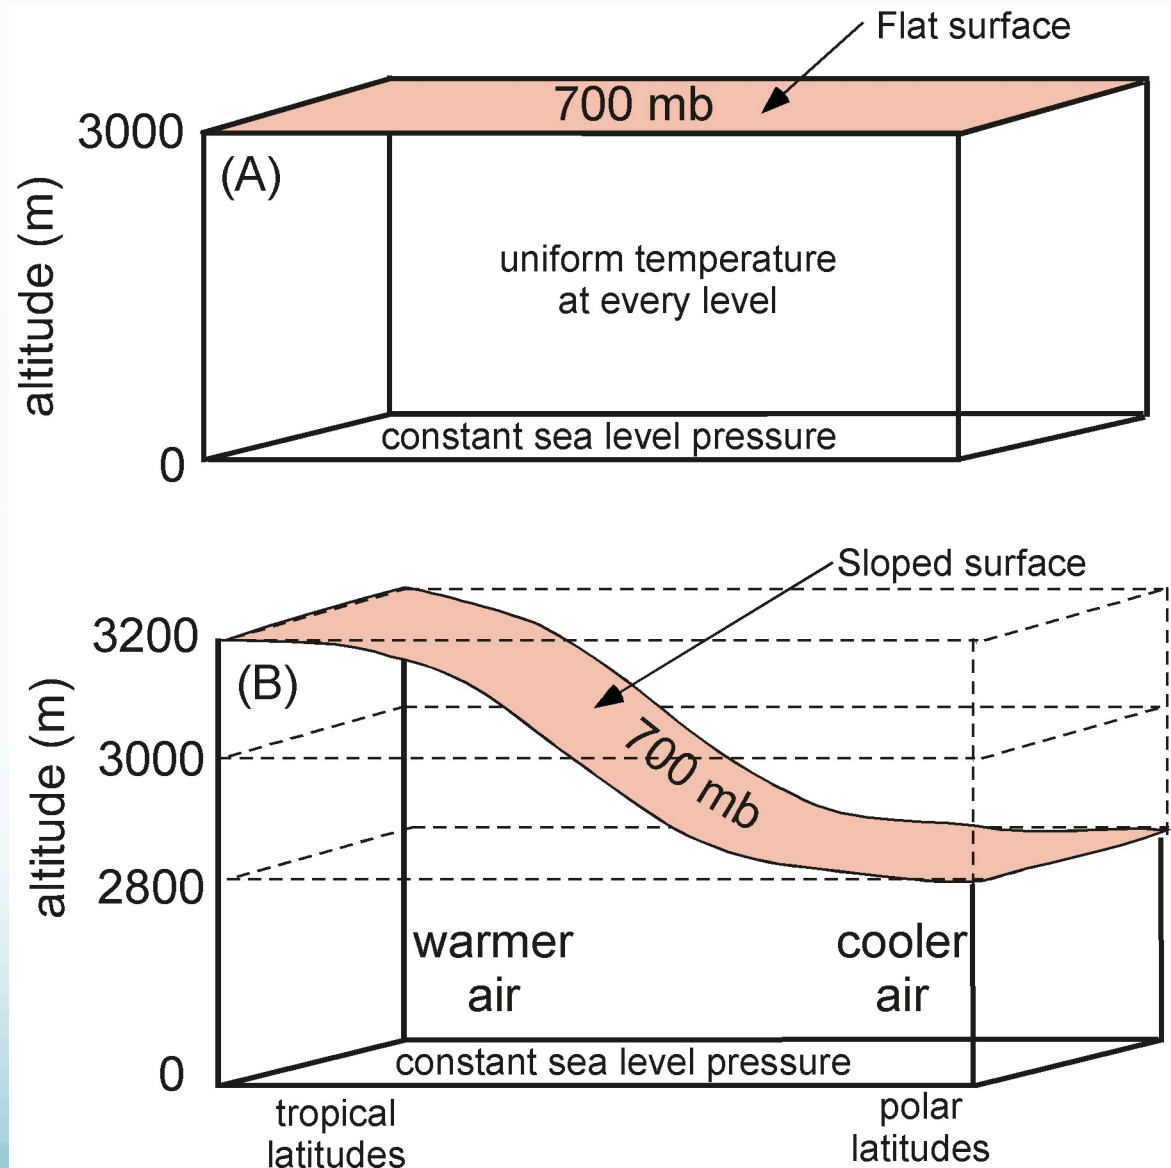 Flat surface
700 mb
3000
(A)
altitude (m)
uniform temperature
at every level
constant sea level pressure
0
Sloped surface
3200
(B)
altitude (m)
3000
700 mb
2800
warmer
air
cooler
air
constant sea level pressure
0
tropical
latitudes
polar
latitudes